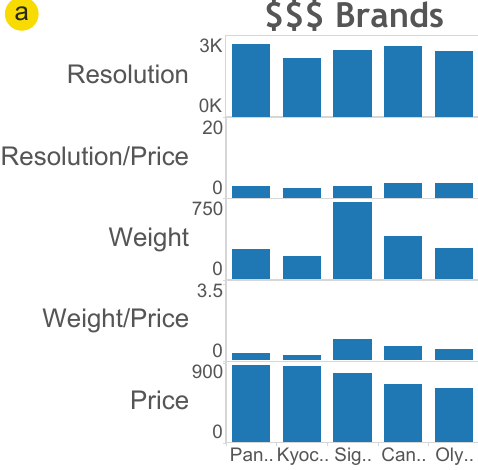 a
$$$ Brands
3K
Resolution
0K
20
Resolution/Price
0
750
Weight
0
3.5
Weight/Price
0
900
Price
0
Pan.. Kyoc.. Sig.. Can.. Oly..